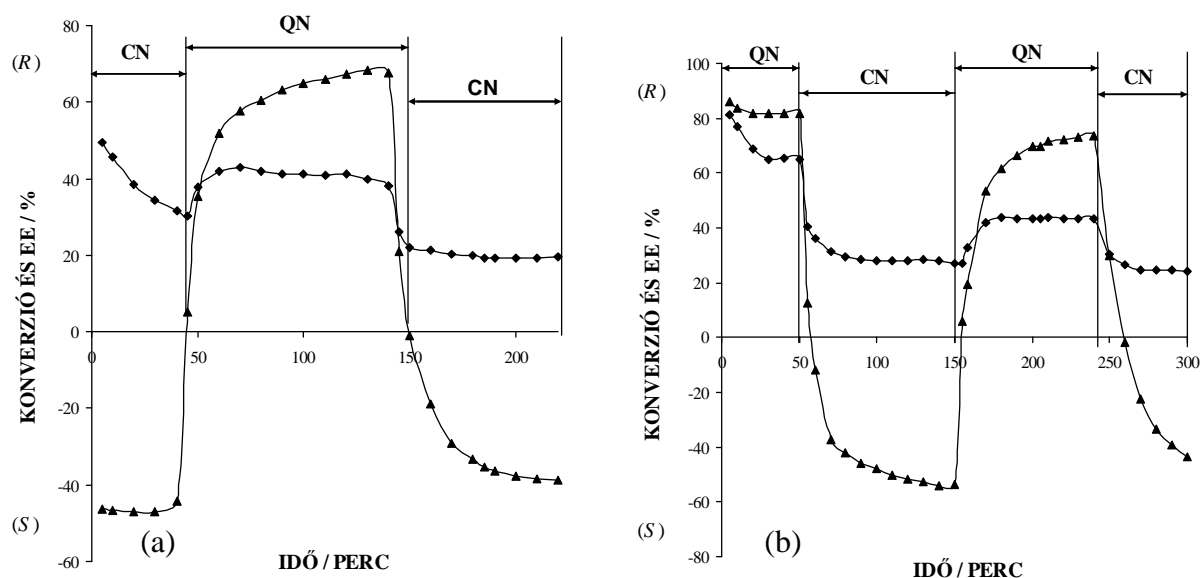 80
60
40
20
0
-20
-40
-60
(R)
(S)
KONVERZIÓ ÉS EE / %
CN
QN
CN
0
50
100
150
200
(a)
IDŐ / PERC
100
80
60
40
20
0
-20
-40
-60
-80
(R)
(S)
KONVERZIÓ ÉS EE / %
QN
CN
QN
CN
0
50
100
150
200
250
300
(b)
IDŐ / PERC